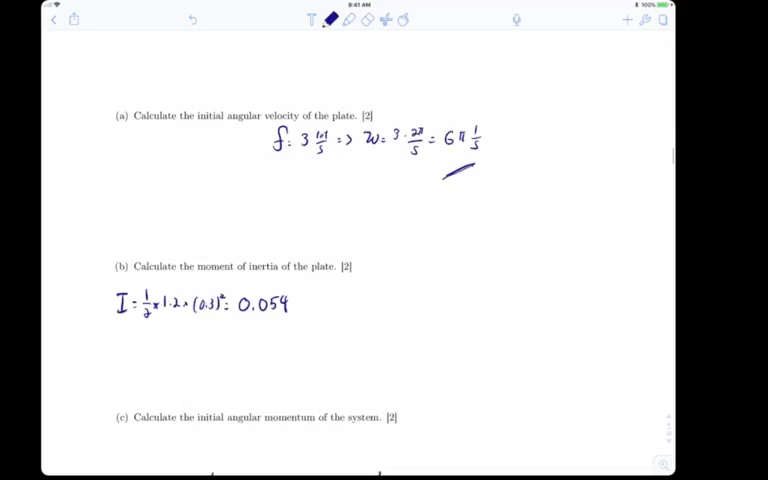 9:41 AM
100%
(a) Calculate the initial angular velocity of the plate. [2]
f: 3 rot/s => ω = 3 · 2π/s = 6π 1/s
(b) Calculate the moment of inertia of the plate. [2]
I = 1/2 × 1.2 × (0.3)² = 0.054
(c) Calculate the initial angular momentum of the system. [2]